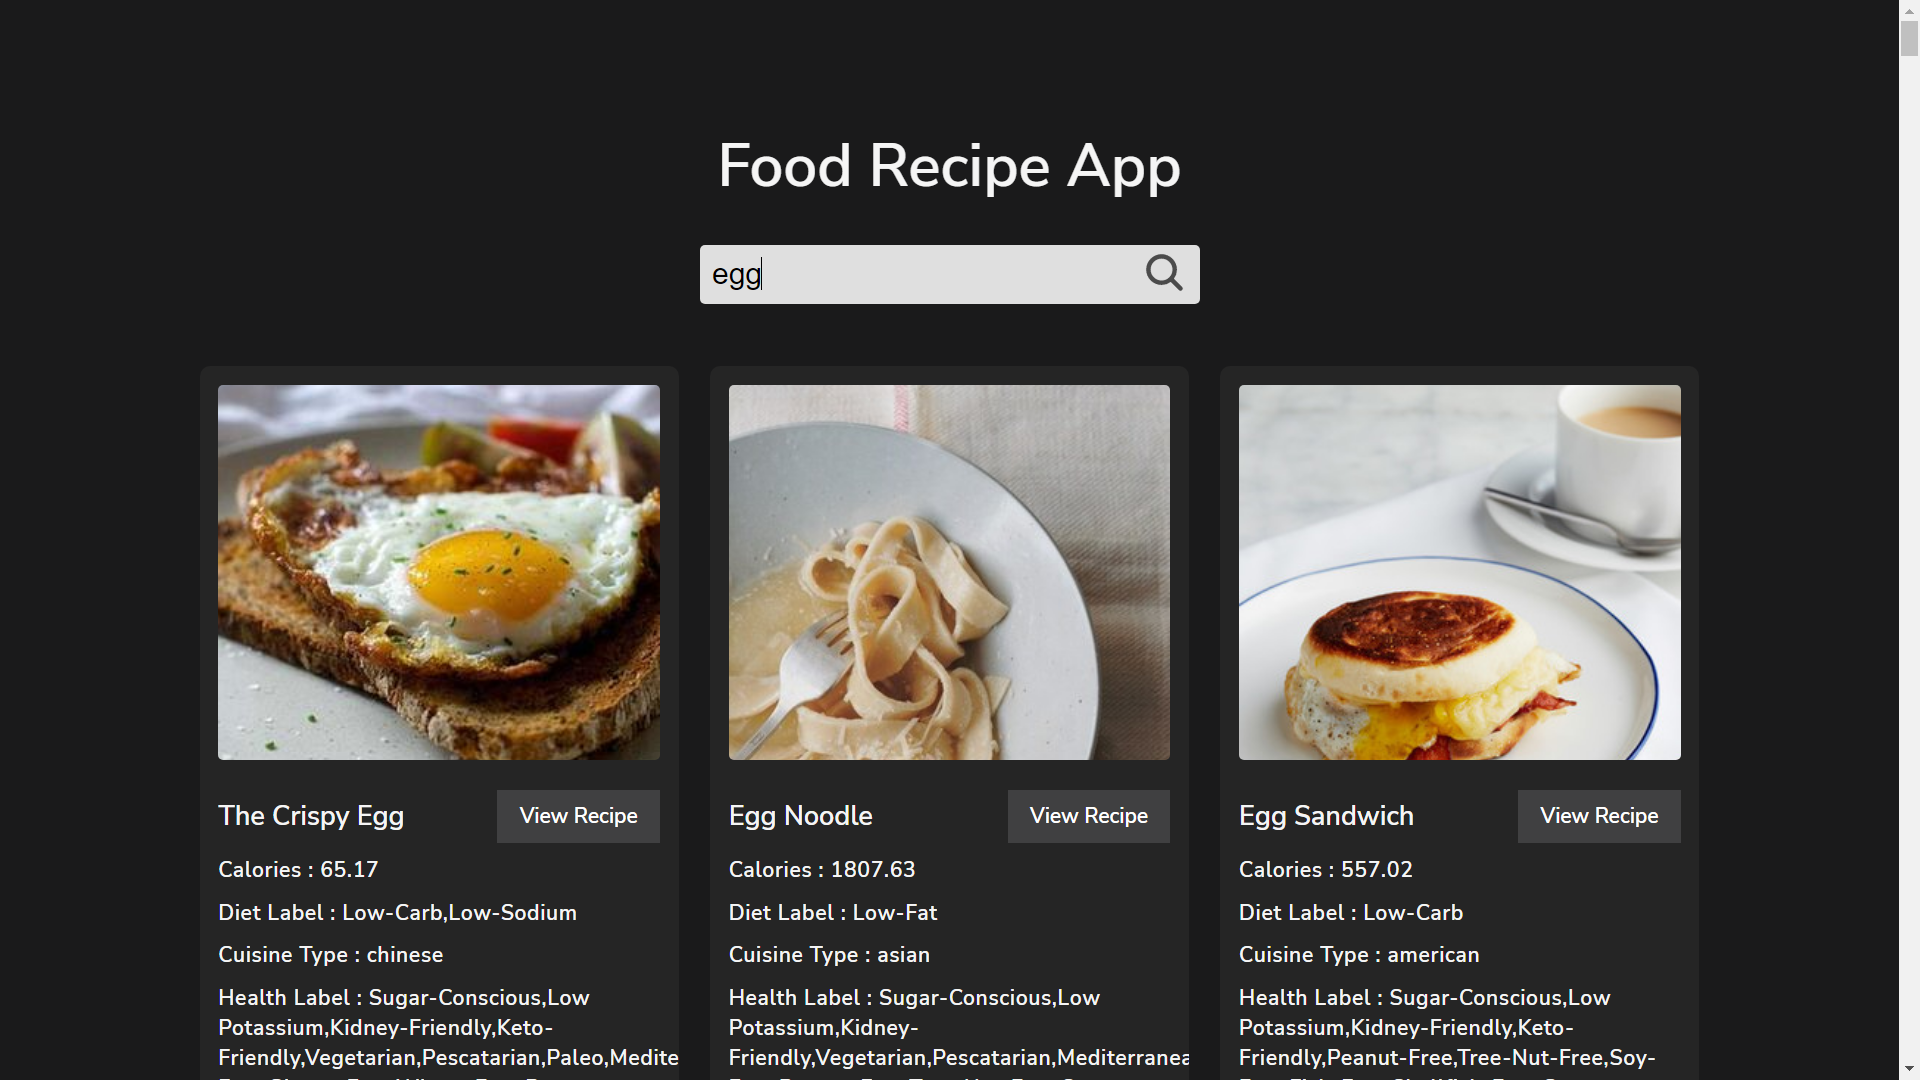 Food Recipe App
egg
The Crispy Egg
View Recipe
Calories : 65.17
Diet Label : Low-Carb,Low-Sodium
Cuisine Type : chinese
Health Label : Sugar-Conscious,Low
Potassium,Kidney-Friendly,Keto-
Friendly,Vegetarian,Pescatarian,Paleo,Medite
Egg Noodle
View Recipe
Calories : 1807.63
Diet Label : Low-Fat
Cuisine Type : asian
Health Label : Sugar-Conscious,Low
Potassium,Kidney-
Friendly,Vegetarian,Pescatarian,Mediterranea
Egg Sandwich
View Recipe
Calories : 557.02
Diet Label : Low-Carb
Cuisine Type : american
Health Label : Sugar-Conscious,Low
Potassium,Kidney-Friendly,Keto-
Friendly,Peanut-Free,Tree-Nut-Free,Soy-